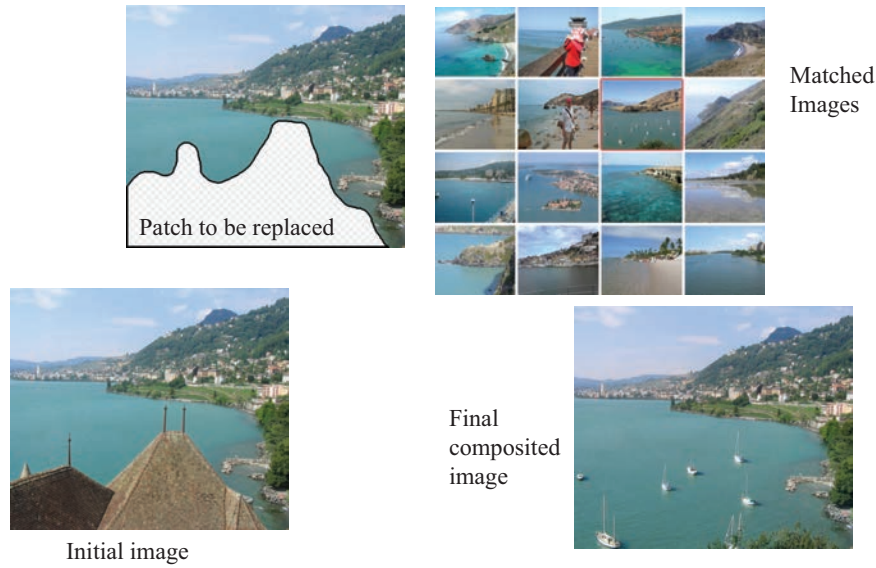 Patch to be replaced
Matched
Images
Initial image
Final
composited
image